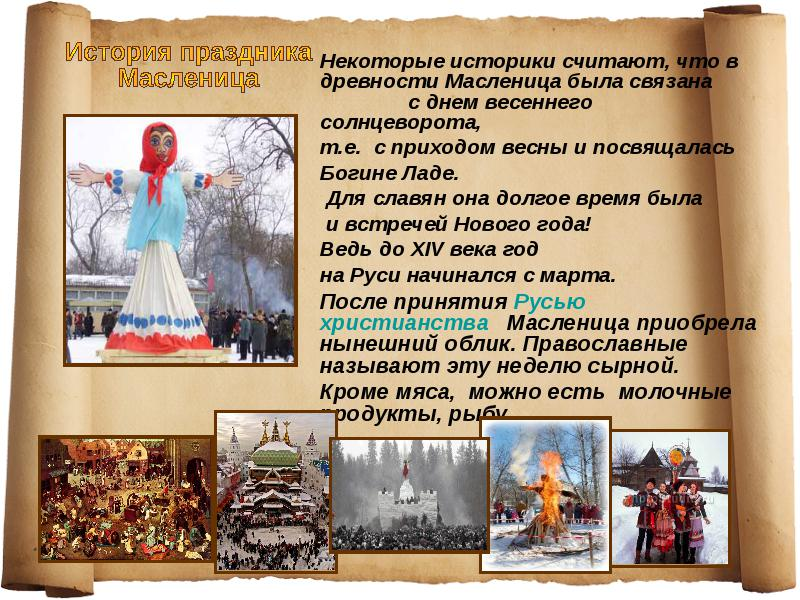 История праздника
Масленица
Некоторые историки считают, что в
древности Масленица была связана
с днем весеннего
солнцеворота,
т.е. с приходом весны и посвящалась
Богине Ладе.
Для славян она долгое время была
и встречей Нового года!
Ведь до XIV века год
на Руси начинался с марта.
После принятия Русью
христианства Масленица приобрела
нынешний облик. Православные
называют эту неделю сырной.
Кроме мяса, можно есть молочные
продукты, рыбу